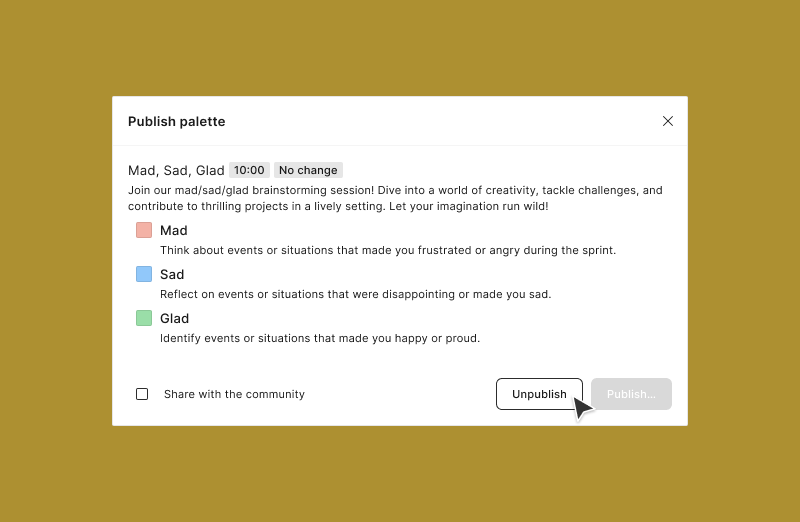 Publish palette
Mad, Sad, Glad 10:00 No change
Join our mad/sad/glad brainstorming session! Dive into a world of creativity, tackle challenges, and
contribute to thrilling projects in a lively setting. Let your imagination run wild!
Mad
Think about events or situations that made you frustrated or angry during the sprint.
Sad
Reflect on events or situations that were disappointing or made you sad.
Glad
Identify events or situations that made you happy or proud.
Share with the community Unpublish Publish...